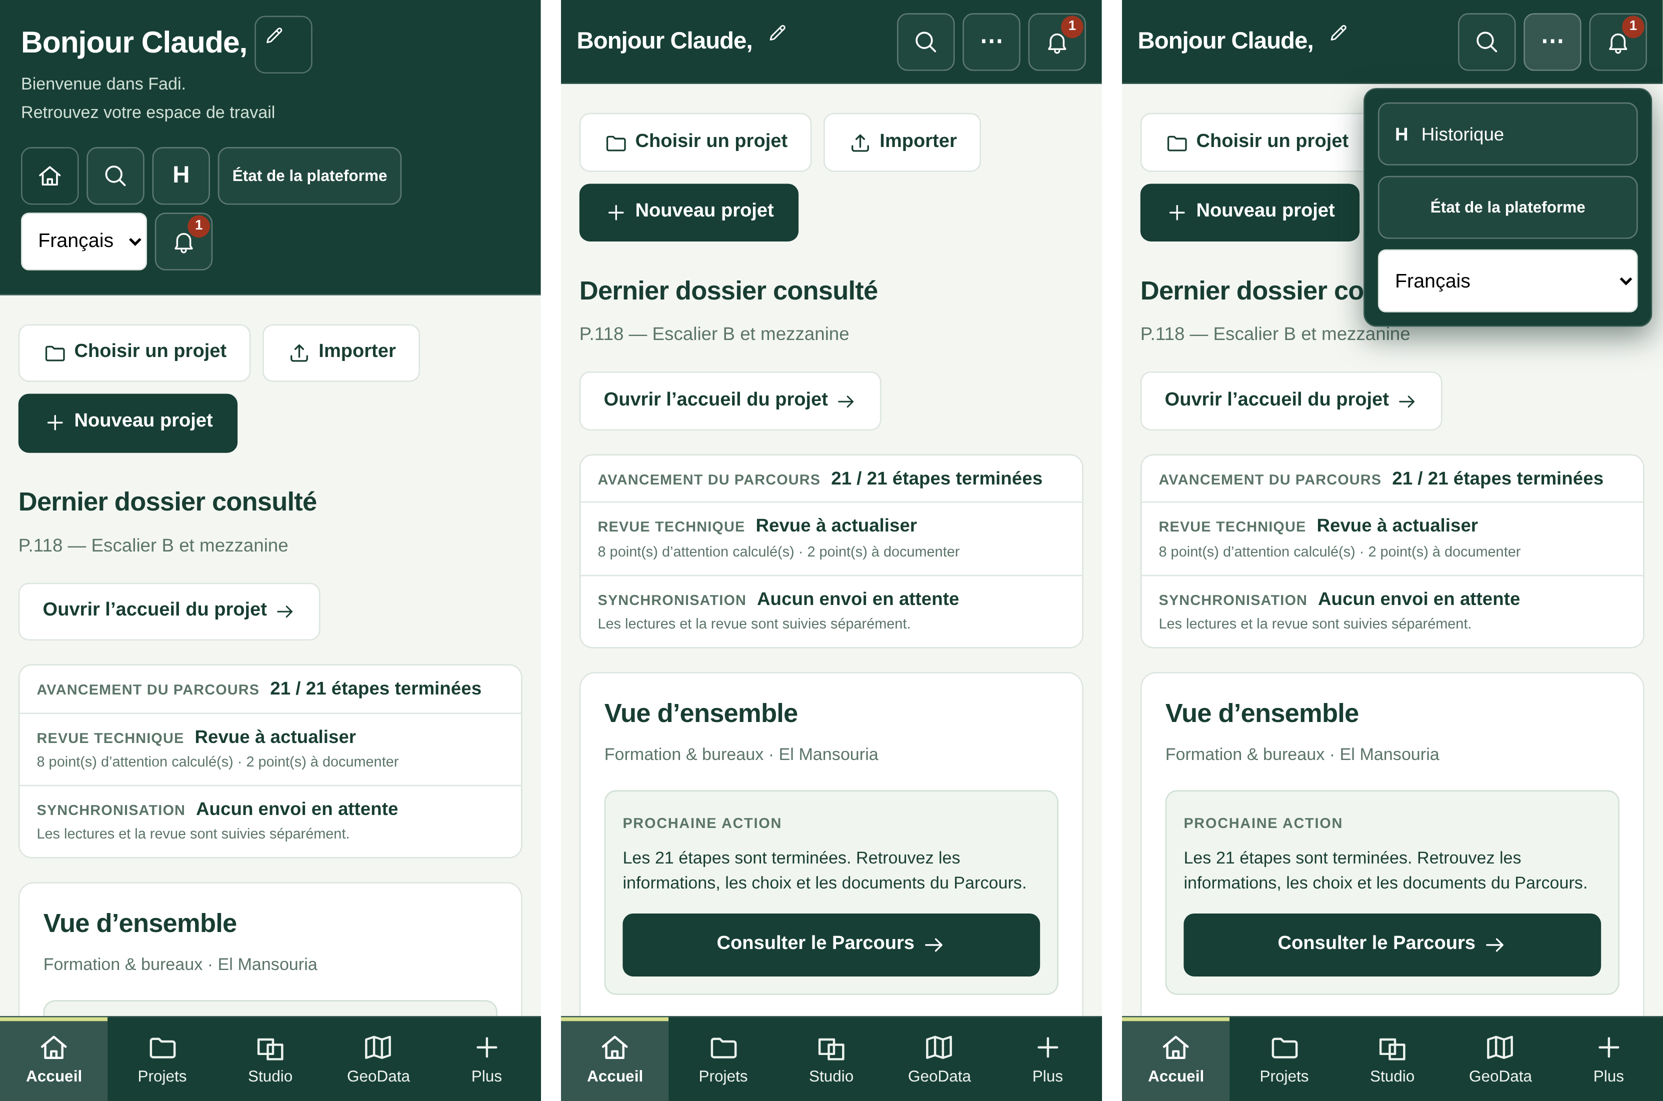 Bonjour Claude,
Bienvenue dans Fadi.
Retrouvez votre espace de travail
H
État de la plateforme
Français
1
Choisir un projet
Importer
Nouveau projet
Dernier dossier consulté
P.118 — Escalier B et mezzanine
Ouvrir l’accueil du projet →
AVANCEMENT DU PARCOURS 21 / 21 étapes terminées
REVUE TECHNIQUE Revue à actualiser
8 point(s) d’attention calculé(s) · 2 point(s) à documenter
SYNCHRONISATION Aucun envoi en attente
Les lectures et la revue sont suivies séparément.
Vue d’ensemble
Formation & bureaux · El Mansouria
Accueil
Projets
Studio
GeoData
Plus
Bonjour Claude,
1
Choisir un projet
Importer
Nouveau projet
Dernier dossier consulté
P.118 — Escalier B et mezzanine
Ouvrir l’accueil du projet →
AVANCEMENT DU PARCOURS 21 / 21 étapes terminées
REVUE TECHNIQUE Revue à actualiser
8 point(s) d’attention calculé(s) · 2 point(s) à documenter
SYNCHRONISATION Aucun envoi en attente
Les lectures et la revue sont suivies séparément.
Vue d’ensemble
Formation & bureaux · El Mansouria
PROCHAINE ACTION
Les 21 étapes sont terminées. Retrouvez les
informations, les choix et les documents du Parcours.
Consulter le Parcours →
Accueil
Projets
Studio
GeoData
Plus
Bonjour Claude,
1
H Historique
État de la plateforme
Français
Choisir un projet
Nouveau projet
Dernier dossier co
P.118 — Escalier B et mezzanine
Ouvrir l’accueil du projet →
AVANCEMENT DU PARCOURS 21 / 21 étapes terminées
REVUE TECHNIQUE Revue à actualiser
8 point(s) d’attention calculé(s) · 2 point(s) à documenter
SYNCHRONISATION Aucun envoi en attente
Les lectures et la revue sont suivies séparément.
Vue d’ensemble
Formation & bureaux · El Mansouria
PROCHAINE ACTION
Les 21 étapes sont terminées. Retrouvez les
informations, les choix et les documents du Parcours.
Consulter le Parcours →
Accueil
Projets
Studio
GeoData
Plus